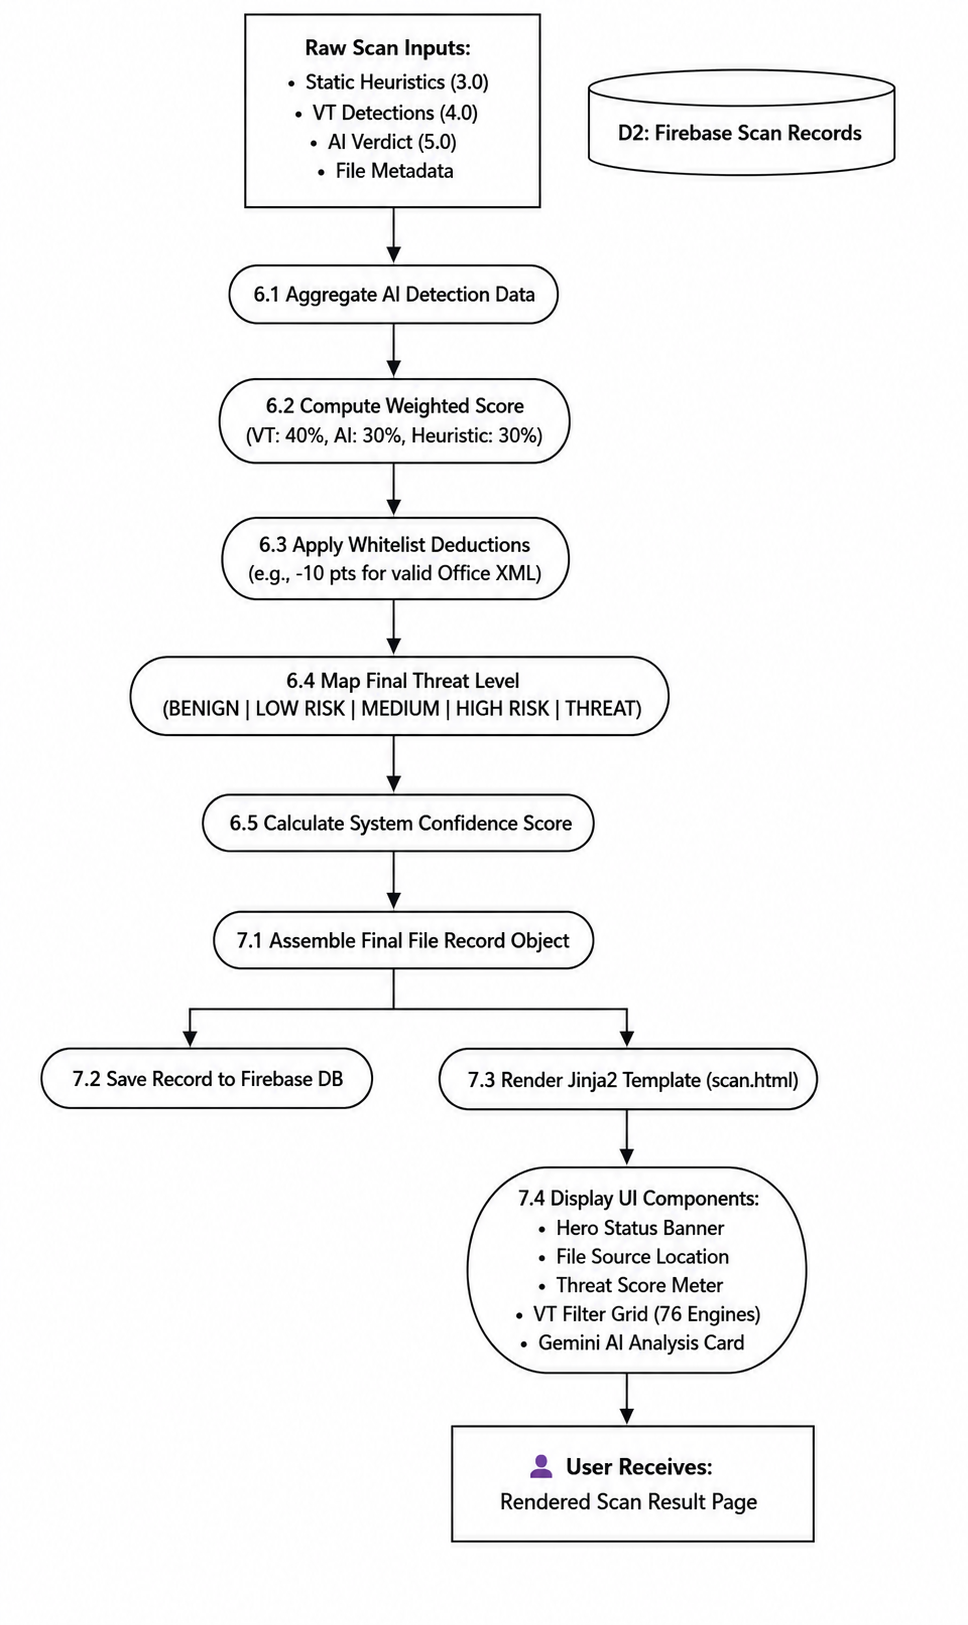 Raw Scan Inputs:
• Static Heuristics (3.0)
• VT Detections (4.0)
• AI Verdict (5.0)
• File Metadata
D2: Firebase Scan Records
6.1 Aggregate AI Detection Data
6.2 Compute Weighted Score
(VT: 40%, AI: 30%, Heuristic: 30%)
6.3 Apply Whitelist Deductions
(e.g., -10 pts for valid Office XML)
6.4 Map Final Threat Level
(BENIGN | LOW RISK | MEDIUM | HIGH RISK | THREAT)
6.5 Calculate System Confidence Score
7.1 Assemble Final File Record Object
7.2 Save Record to Firebase DB
7.3 Render Jinja2 Template (scan.html)
7.4 Display UI Components:
• Hero Status Banner
• File Source Location
• Threat Score Meter
• VT Filter Grid (76 Engines)
• Gemini AI Analysis Card
User Receives:
Rendered Scan Result Page